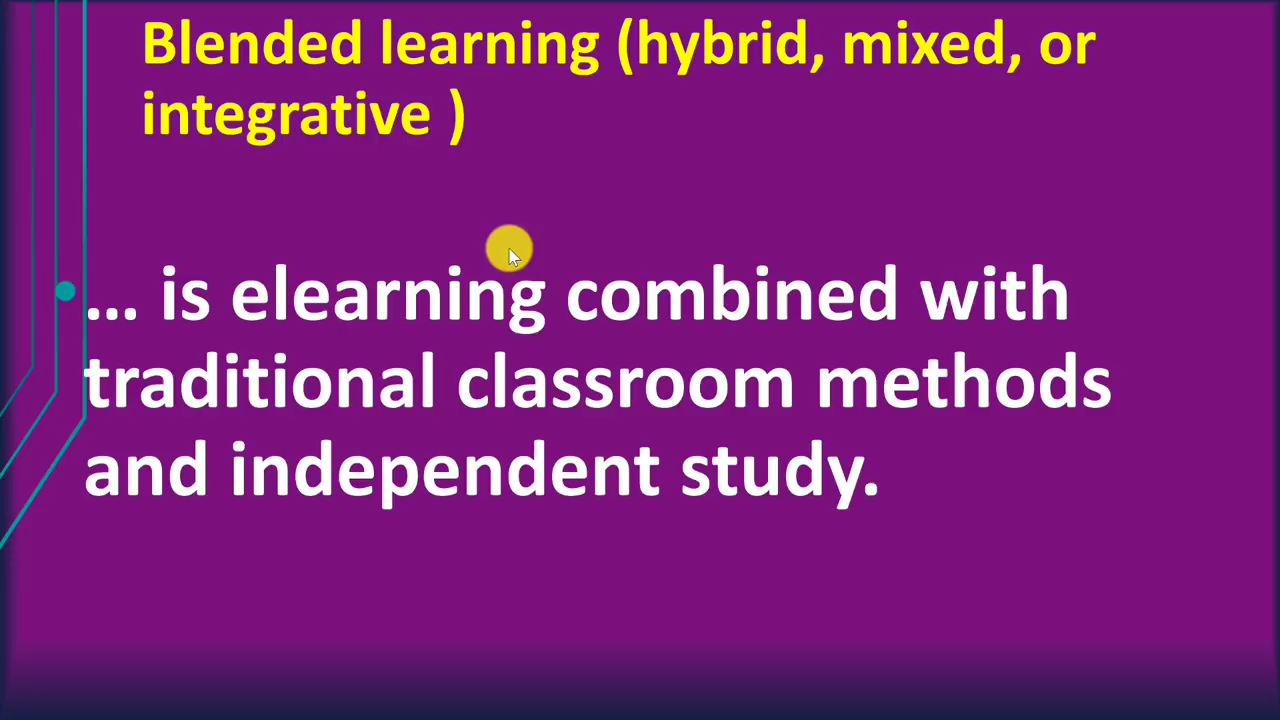 Blended learning (hybrid, mixed, or
integrative )
• ... is elearning combined with
traditional classroom methods
and independent study.